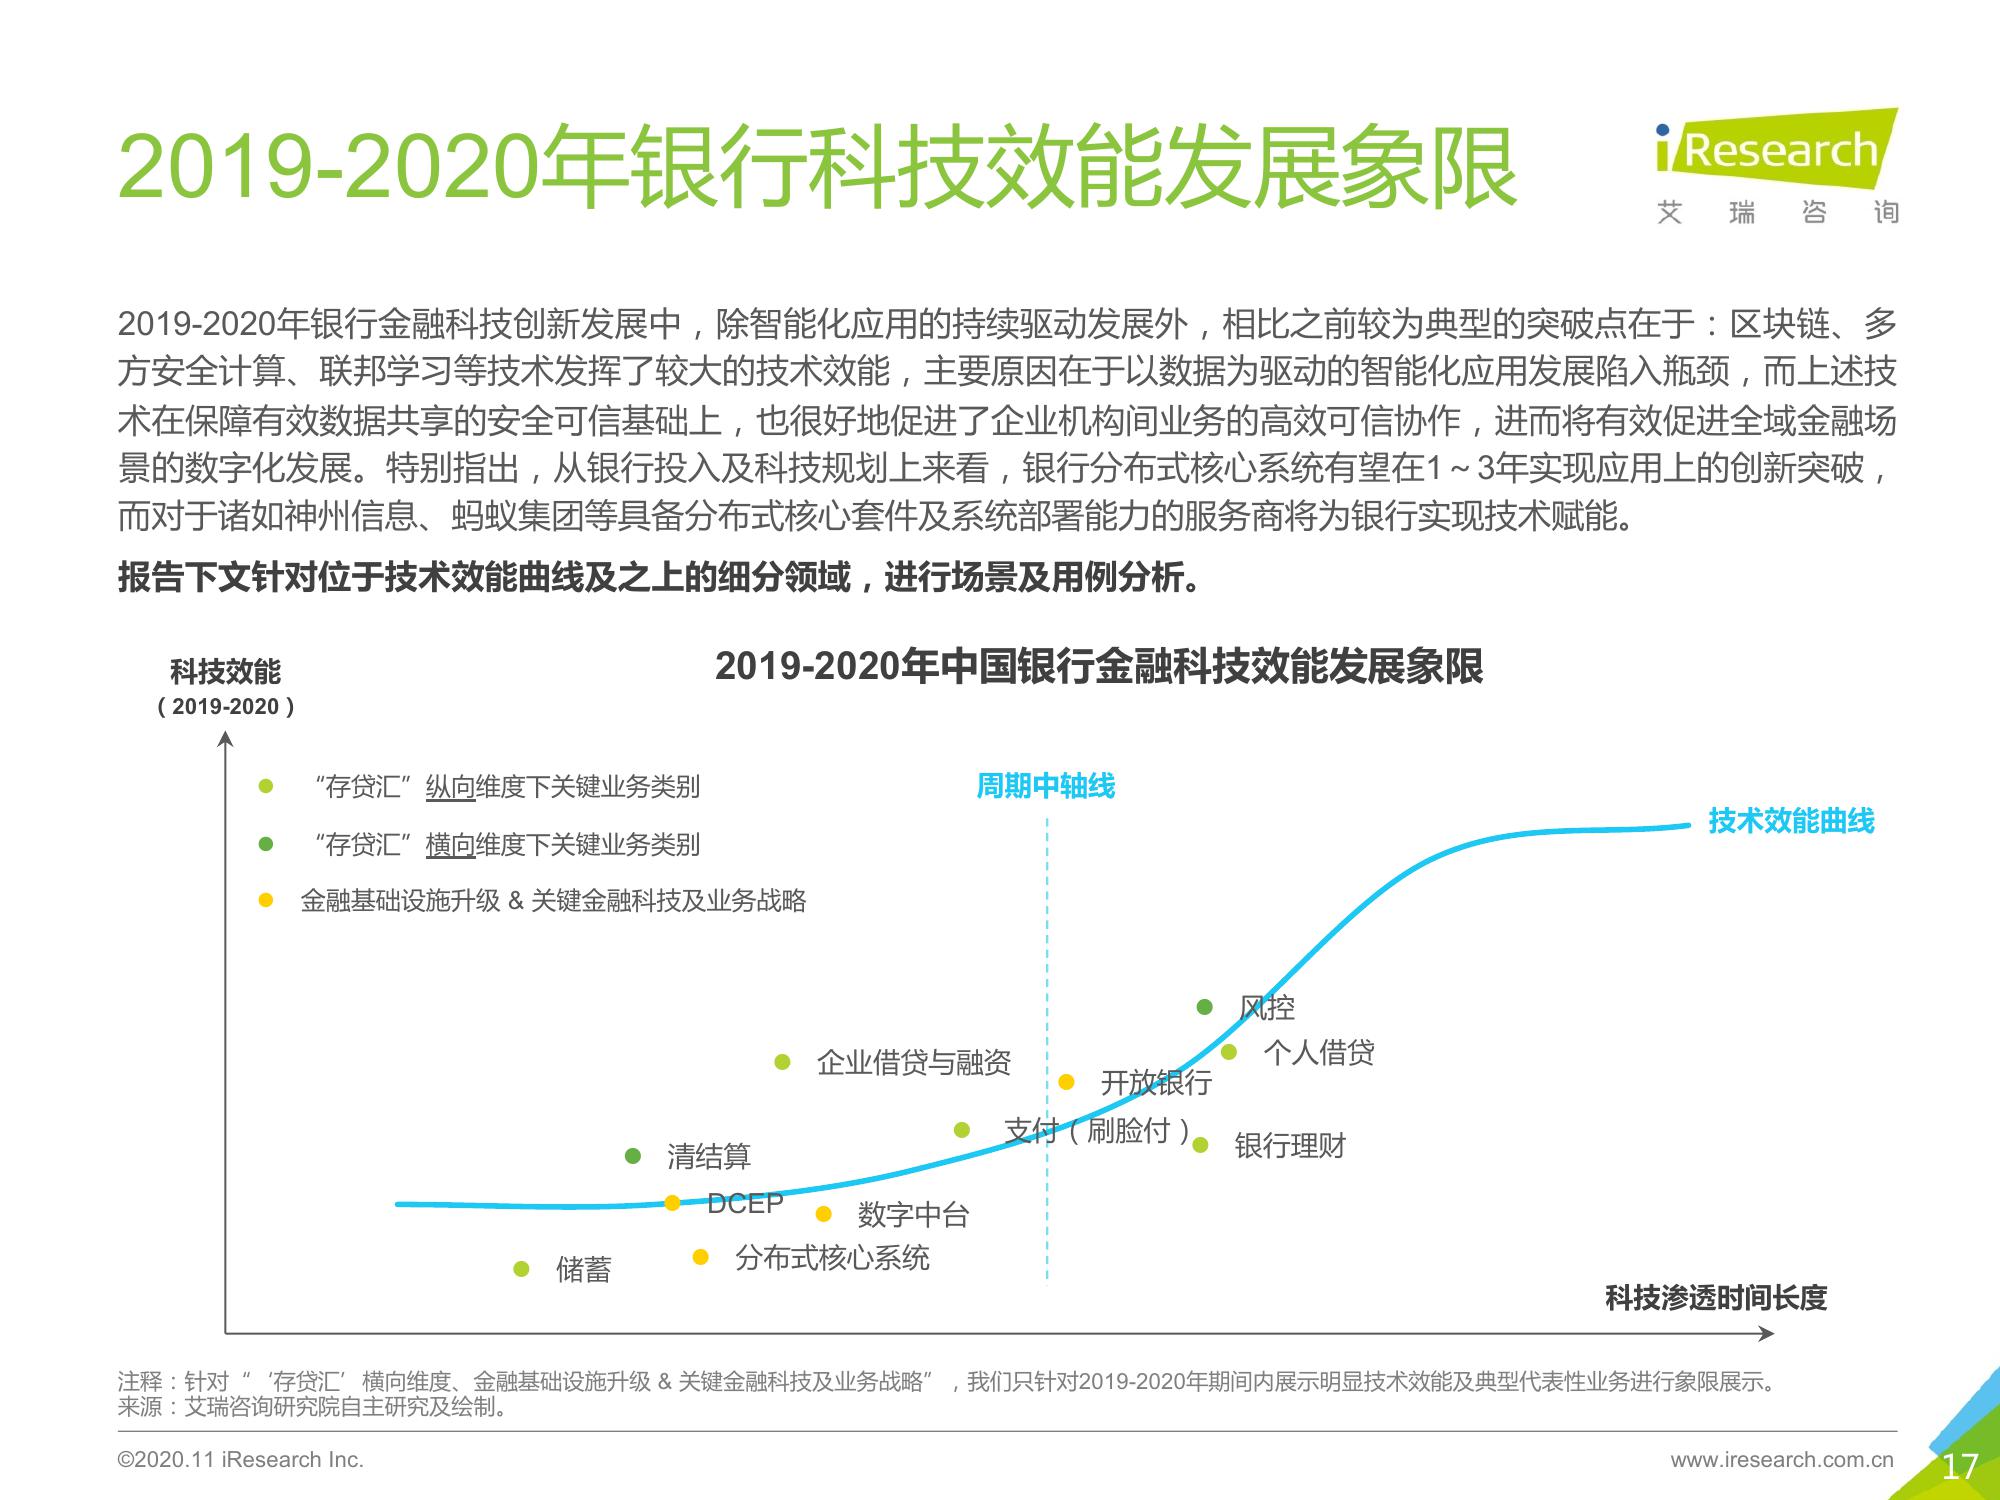 2019-2020年银行科技效能发展象限
iResearch
艾瑞咨询
2019-2020年银行金融科技创新发展中，除智能化应用的持续驱动发展外，相比之前较为典型的突破点在于：区块链、多
方安全计算、联邦学习等技术发挥了较大的技术效能，主要原因在于以数据为驱动的智能化应用发展陷入瓶颈，而上述技
术在保障有效数据共享的安全可信基础上，也很好地促进了企业机构间业务的高效可信协作，进而将有效促进全域金融场
景的数字化发展。特别指出，从银行投入及科技规划上来看，银行分布式核心系统有望在1～3年实现应用上的创新突破，
而对于诸如神州信息、蚂蚁集团等具备分布式核心套件及系统部署能力的服务商将为银行实现技术赋能。
报告下文针对位于技术效能曲线及之上的细分领域，进行场景及用例分析。
2019-2020年中国银行金融科技效能发展象限
科技效能
（2019-2020）
“存贷汇”纵向维度下关键业务类别
“存贷汇”横向维度下关键业务类别
金融基础设施升级 & 关键金融科技及业务战略
周期中轴线
技术效能曲线
风控
个人借贷
企业借贷与融资
开放银行
支付（刷脸付）
银行理财
清结算
DCEP
数字中台
分布式核心系统
储蓄
科技渗透时间长度
注释：针对“‘存贷汇’横向维度、金融基础设施升级 & 关键金融科技及业务战略”，我们只针对2019-2020年期间内展示明显技术效能及典型代表性业务进行象限展示。
来源：艾瑞咨询研究院自主研究及绘制。
©2020.11 iResearch Inc.
www.iresearch.com.cn
17